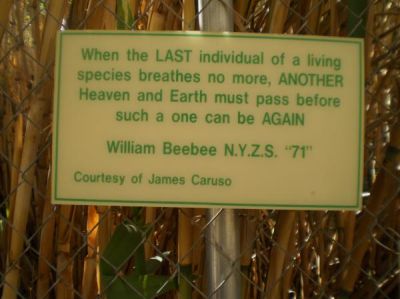 When the LAST individual of a living
species breathes no more, ANOTHER
Heaven and Earth must pass before
such a one can be AGAIN
William Beebee N.Y.Z.S. "71"
Courtesy of James Caruso